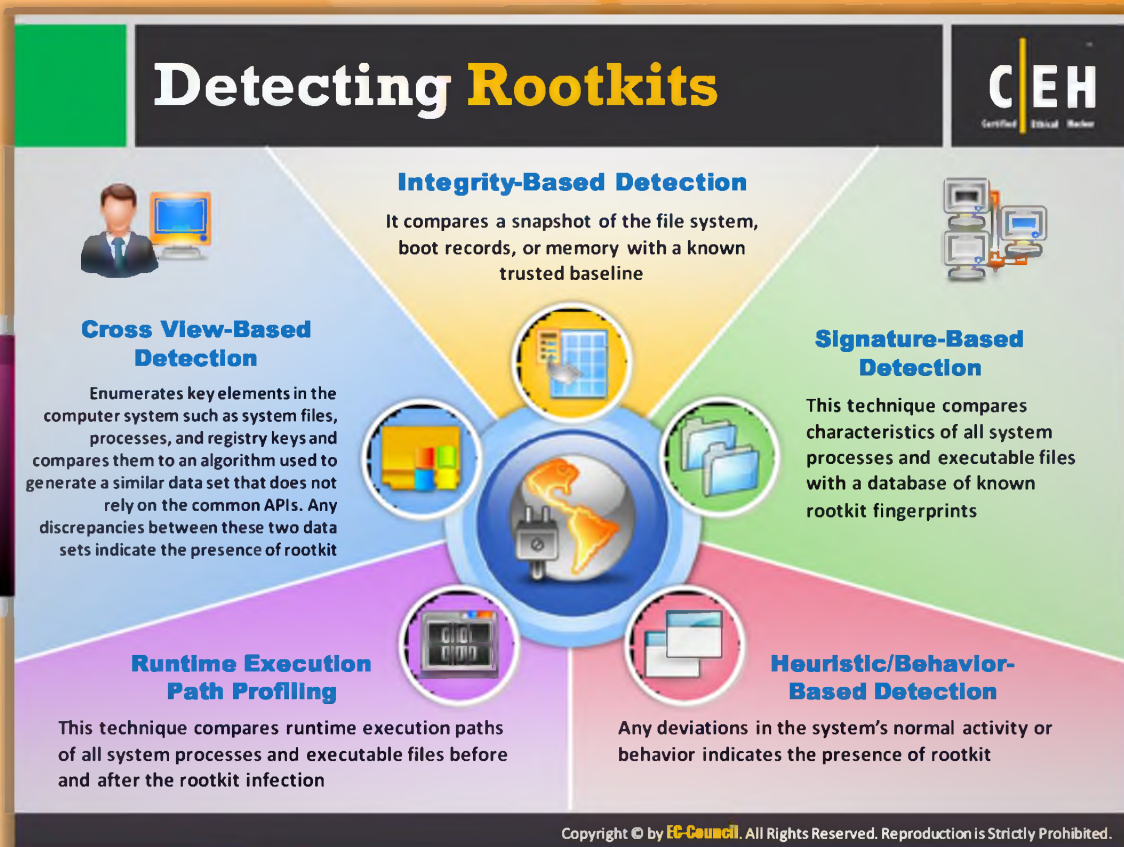 Detecting Rootkits
C EH
Certified Ethical Hacker
Integrity-Based Detection
It compares a snapshot of the file system,
boot records, or memory with a known
trusted baseline
Cross View-Based
Detection
Enumerates key elements in the
computer system such as system files,
processes, and registry keys and
compares them to an algorithm used to
generate a similar data set that does not
rely on the common APIs. Any
discrepancies between these two data
sets indicate the presence of rootkit
Signature-Based
Detection
This technique compares
characteristics of all system
processes and executable files
with a database of known
rootkit fingerprints
Runtime Execution
Path Profiling
This technique compares runtime execution paths
of all system processes and executable files before
and after the rootkit infection
Heuristic/Behavior-
Based Detection
Any deviations in the system's normal activity or
behavior indicates the presence of rootkit
Copyright © by EC-Council. All Rights Reserved. Reproduction is Strictly Prohibited.